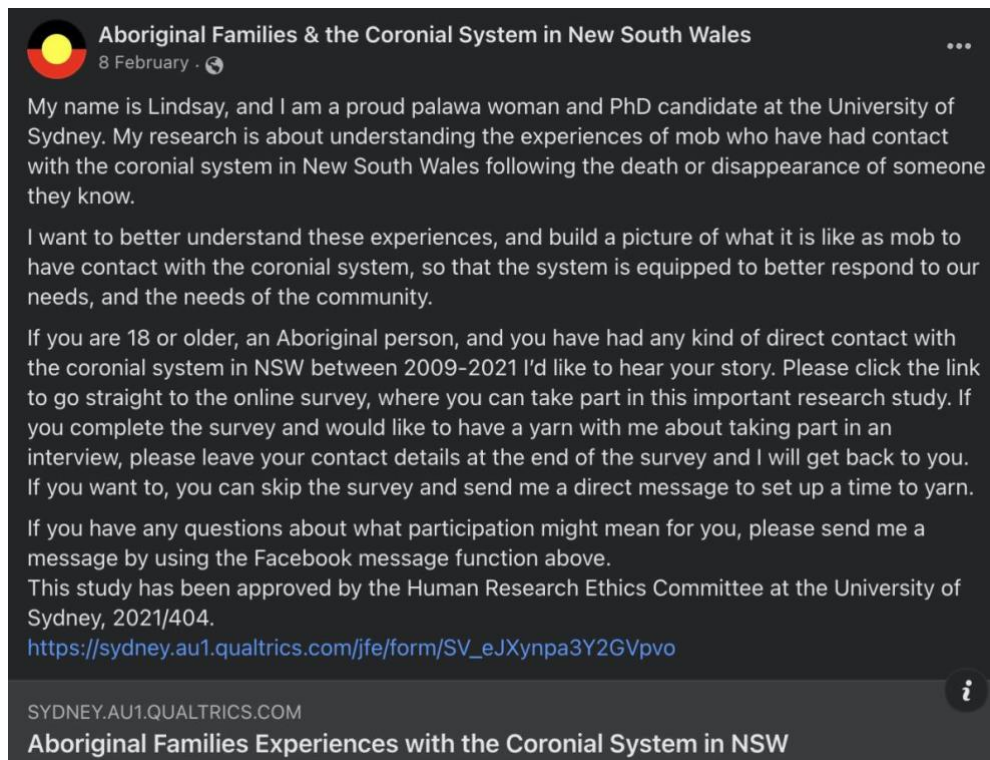 Aboriginal Families & the Coronial System in New South Wales
8 February ·
My name is Lindsay, and I am a proud palawa woman and PhD candidate at the University of
Sydney. My research is about understanding the experiences of mob who have had contact
with the coronial system in New South Wales following the death or disappearance of someone
they know.
I want to better understand these experiences, and build a picture of what it is like as mob to
have contact with the coronial system, so that the system is equipped to better respond to our
needs, and the needs of the community.
If you are 18 or older, an Aboriginal person, and you have had any kind of direct contact with
the coronial system in NSW between 2009-2021 I'd like to hear your story. Please click the link
to go straight to the online survey, where you can take part in this important research study. If
you complete the survey and would like to have a yarn with me about taking part in an
interview, please leave your contact details at the end of the survey and I will get back to you.
If you want to, you can skip the survey and send me a direct message to set up a time to yarn.
If you have any questions about what participation might mean for you, please send me a
message by using the Facebook message function above.
This study has been approved by the Human Research Ethics Committee at the University of
Sydney, 2021/404.
https://sydney.au1.qualtrics.com/jfe/form/SV_eJXynpa3Y2GVpvo
SYDNEY.AU1.QUALTRICS.COM
Aboriginal Families Experiences with the Coronial System in NSW